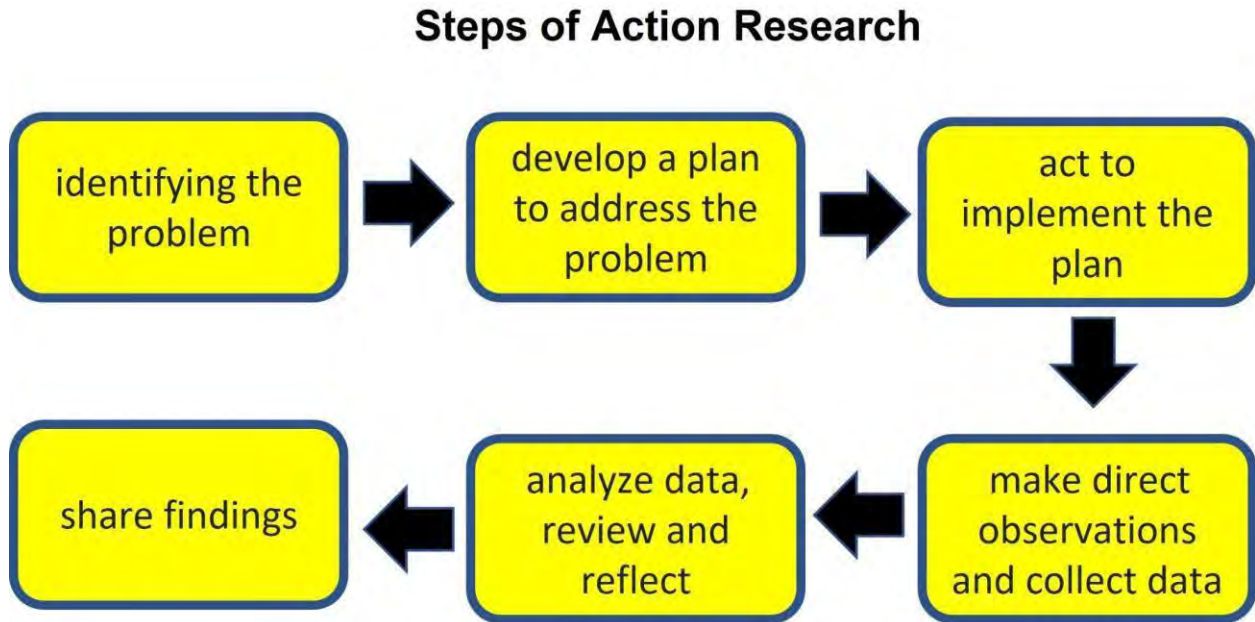 Steps of Action Research
identifying the
problem
develop a plan
to address the
problem
act to
implement the
plan
make direct
observations
and collect data
analyze data,
review and
reflect
share findings